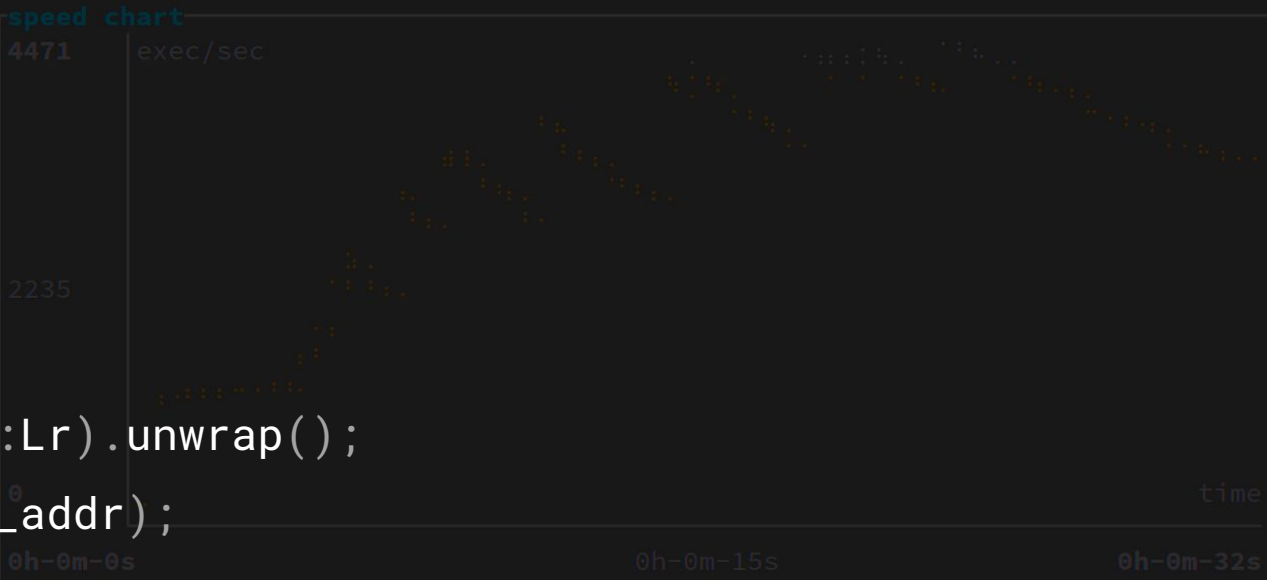 speed chart
4471 exec/sec
2235
:Lr).unwrap();
0 time
_addr);
0h-0m-0s 0h-0m-15s 0h-0m-32s